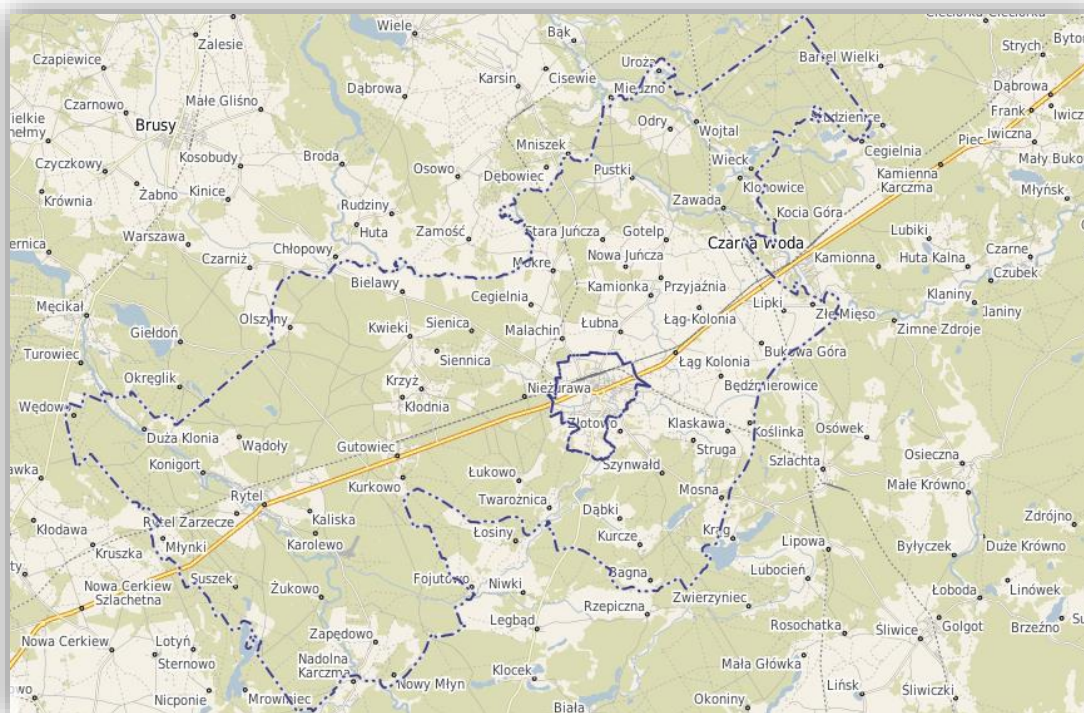 Zalesie
Wiele
Bąk
Strych
Czapiewice
Karsin
Cisewie
Uroża
Bartel Wielki
Dąbrowa
Dąbrowa
Czarnowo
Małe Gliśno
Miedzno
Frank
Brusy
Odry
Wojtal
Iwiczna
Czyczkowy
Kosobudy
Broda
Mniszek
Cegielnia
Piec
Osowo
Dębowiec
Pustki
Wieck
Kamienna
Karczma
Żabno
Kinice
Klonowice
Młyńsk
Krównia
Rudziny
Zawada
Kocia Góra
Warszawa
Huta
Zamość
Stara Juńcza
Gotelp
Czarna Woda
Lubiki
Chłopowy
Czarniż
Mokre
Nowa Juńcza
Kamionna
Huta Kalna
Czarne
Czubek
Bielawy
Cegielnia
Kamionka
Przyjaźnia
Klaniny
Męcikał
Lipki
Janiny
Giełdoń
Olszyny
Kwieki
Sienica
Malachin
Łubna
Łąg-Kolonia
Złe Mięso
Zimne Zdroje
Turowiec
Siennica
Łąg Kolonia
Bukowa Góra
Okręglik
Krzyż
Nieżurawa
Będźmierowice
Wędowo
Kłodnia
Duża Klonia
Wądoły
Gutowiec
Złotowo
Klaskawa
Koślinka
Osówek
Konigort
Łukowo
Szynwałd
Struga
Szlachta
Osieczna
Rytel
Kurkowo
Twarożnica
Mosna
Małe Krówno
Kłodawa
Rytel Zarzecze
Kaliska
Dąbki
Zdrójno
Kruszka
Młynki
Karolewo
Łosiny
Kurcze
Krąg
Lipowa
Byłyczek
Duże Krówno
Nowa Cerkiew
Szlachetna
Suszek
Żukowo
Fojutowo
Niwki
Bagna
Lubocień
Łoboda
Linówek
Rzepiczna
Zwierzyniec
Nowa Cerkiew
Lotyń
Zapędowo
Legbąd
Rosochatka
Śliwice
Golgot
Brzeźno
Sternowo
Nadolna
Karczma
Klocek
Mała Główka
Nicponie
Mrowiniec
Nowy Młyn
Biała
Okoniny
Lińsk
Śliwiczki